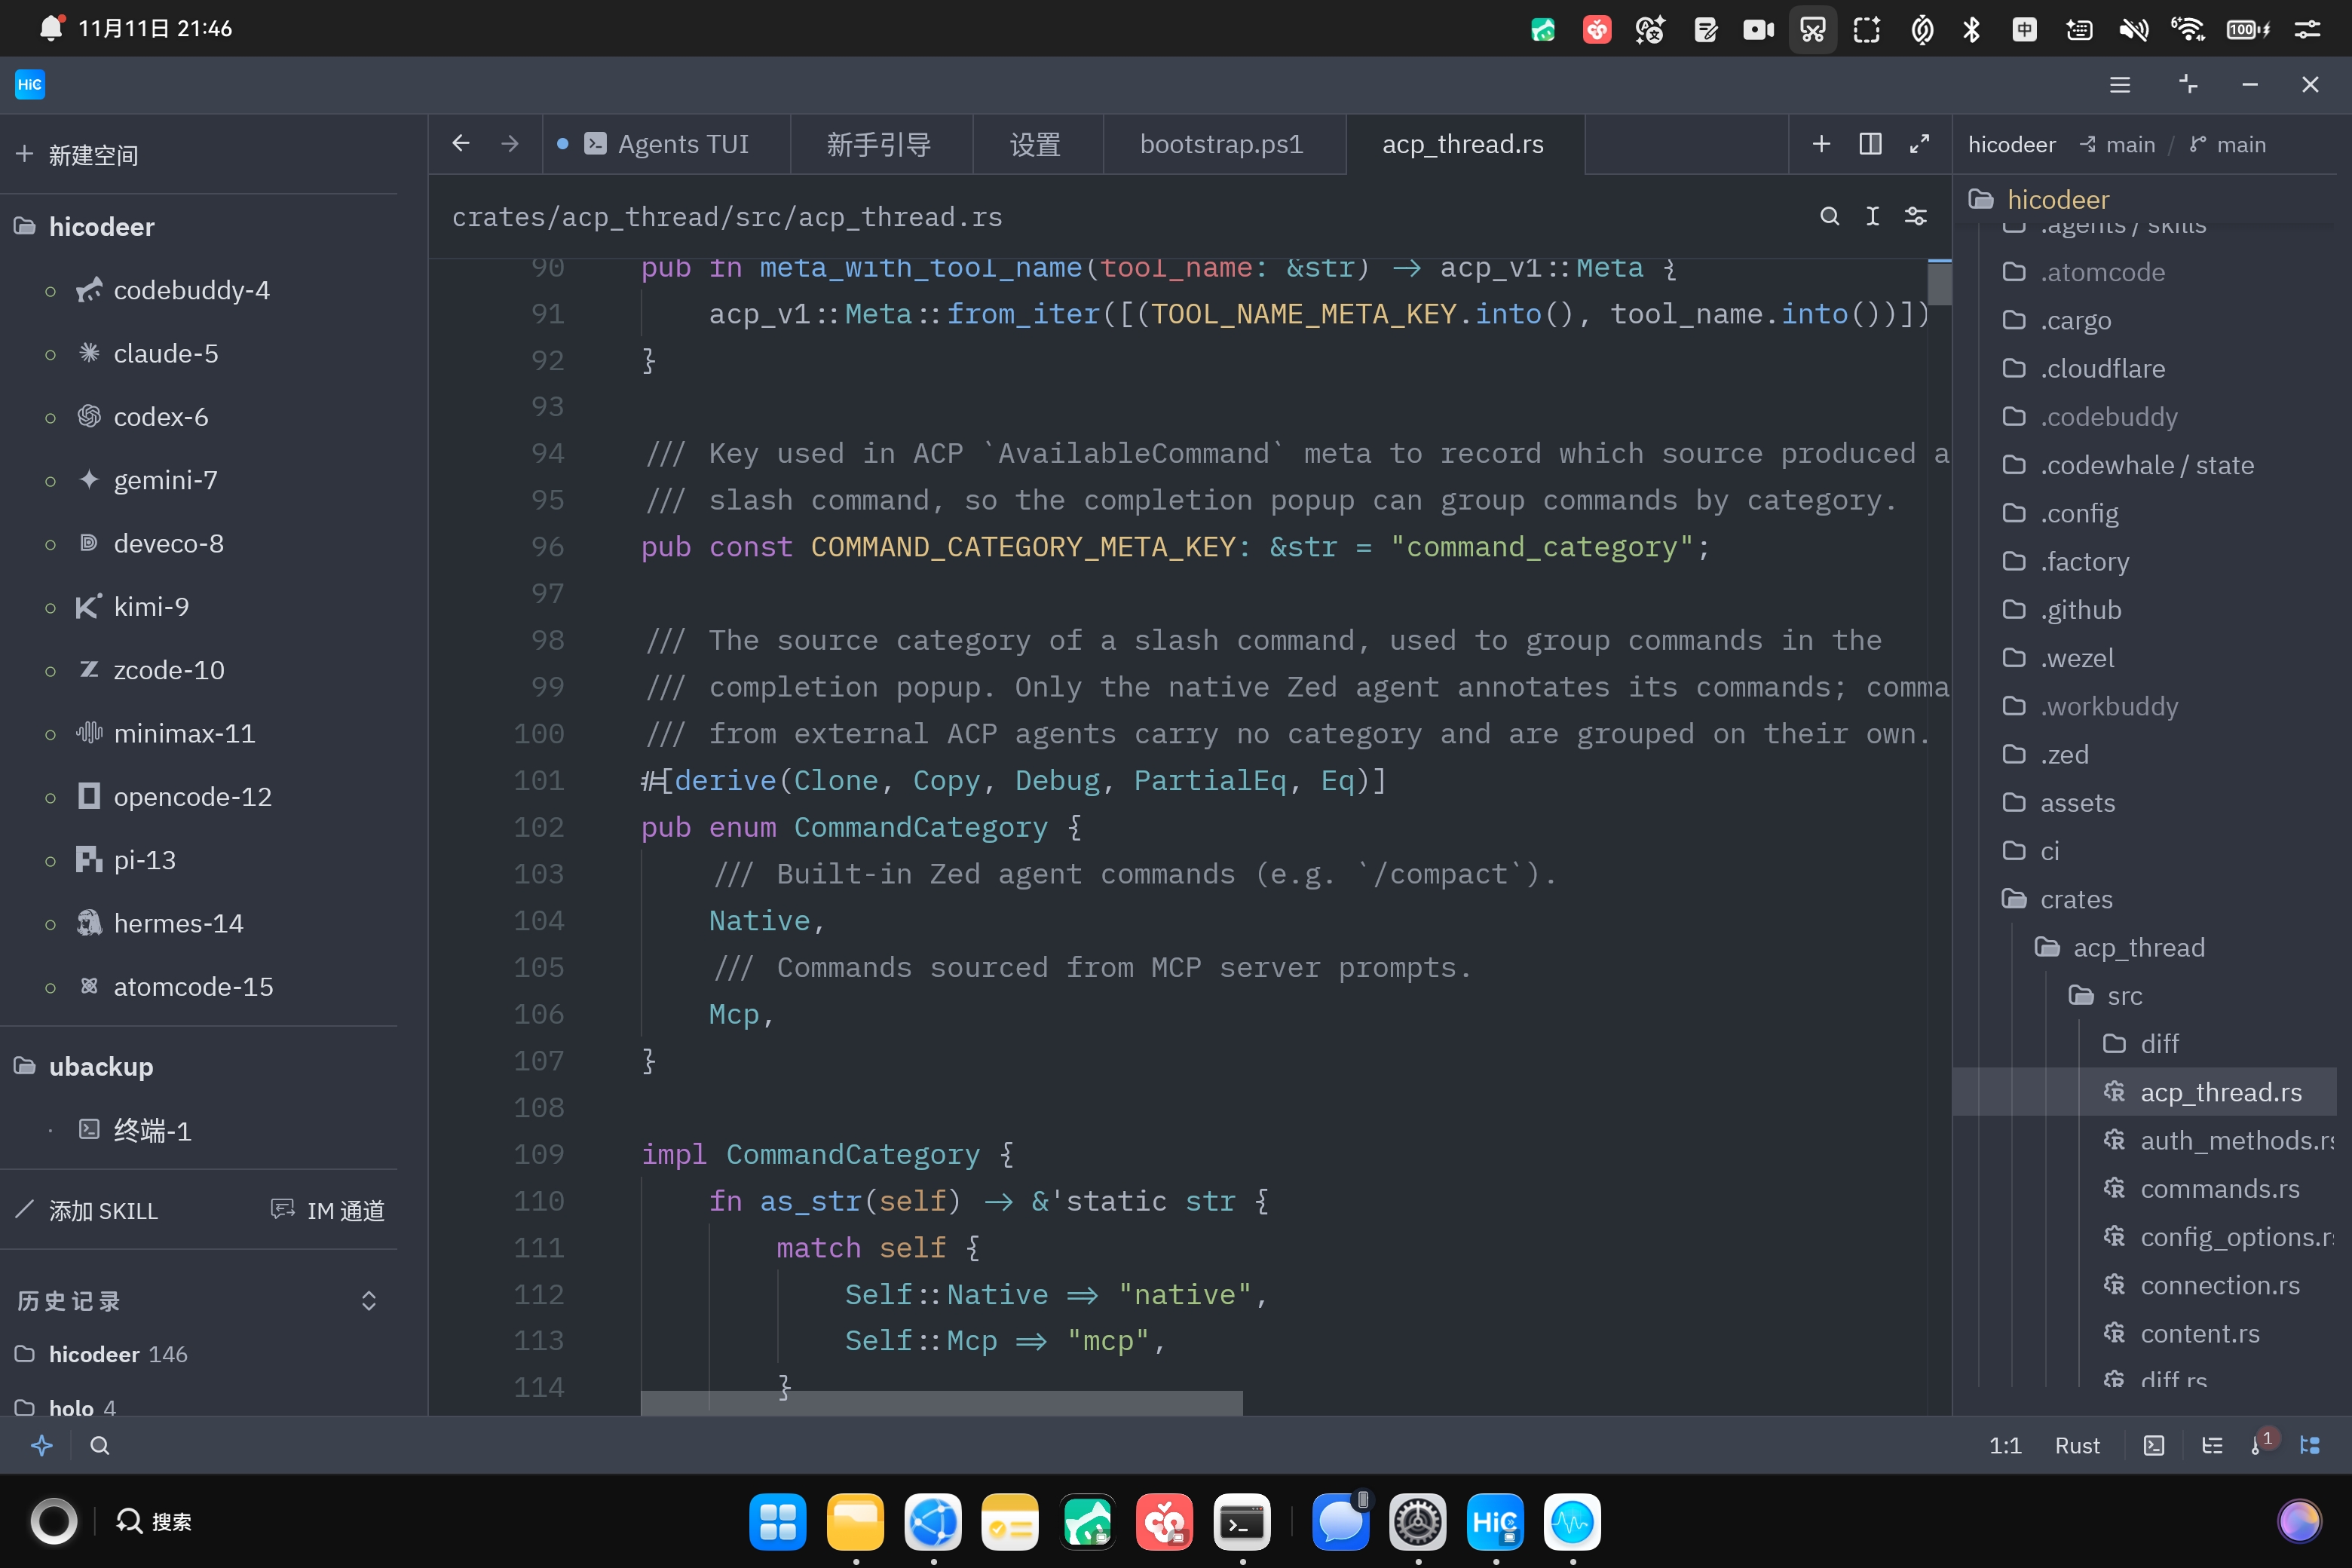 11月11日 21:46
中
100
HiC
新建空间
hicodeer
codebuddy-4
claude-5
codex-6
gemini-7
deveco-8
kimi-9
zcode-10
minimax-11
opencode-12
pi-13
hermes-14
atomcode-15
ubackup
终端-1
添加 SKILL
IM 通道
历史记录
hicodeer 146
holo 4
Agents TUI
新手引导
设置
bootstrap.ps1
acp_thread.rs
crates/acp_thread/src/acp_thread.rs
90 pub fn meta_with_tool_name(tool_name: &str) -> acp_v1::Meta {
91 acp_v1::Meta::from_iter([(TOOL_NAME_META_KEY.into(), tool_name.into())])
92 }
93
94 /// Key used in ACP `AvailableCommand` meta to record which source produced a
95 /// slash command, so the completion popup can group commands by category.
96 pub const COMMAND_CATEGORY_META_KEY: &str = "command_category";
97
98 /// The source category of a slash command, used to group commands in the
99 /// completion popup. Only the native Zed agent annotates its commands; comma
100 /// from external ACP agents carry no category and are grouped on their own.
101 #[derive(Clone, Copy, Debug, PartialEq, Eq)]
102 pub enum CommandCategory {
103 /// Built-in Zed agent commands (e.g. `/compact`).
104 Native,
105 /// Commands sourced from MCP server prompts.
106 Mcp,
107 }
108
109 impl CommandCategory {
110 fn as_str(self) -> &'static str {
111 match self {
112 Self::Native => "native",
113 Self::Mcp => "mcp",
114 }
hicodeer main / main
hicodeer
.agents / skills
.atomcode
.cargo
.cloudflare
.codebuddy
.codewhale / state
.config
.factory
.github
.wezel
.workbuddy
.zed
assets
ci
crates
acp_thread
src
diff
acp_thread.rs
auth_methods.rs
commands.rs
config_options.rs
connection.rs
content.rs
diff.rs
1:1
Rust
1
搜索
HiC